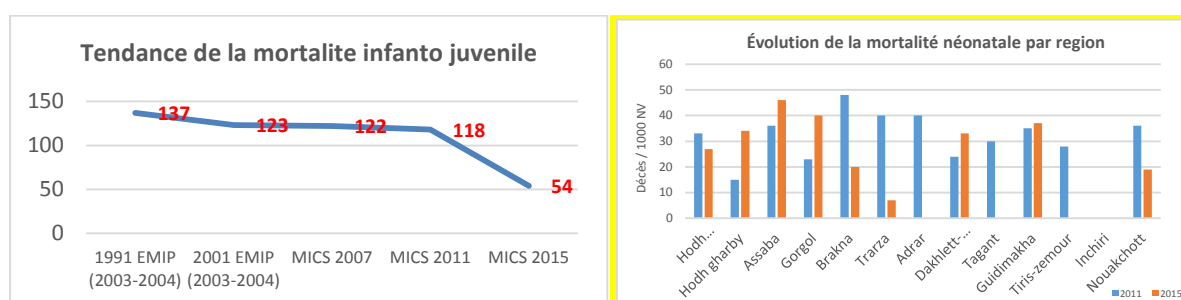 Tendance de la mortalite infanto juvenile
150
100
50
0
137
123
122
118
54
1991 EMIP
(2003-2004)
2001 EMIP
(2003-2004)
MICS 2007
MICS 2011
MICS 2015
Évolution de la mortalité néonatale par region
Décès / 1000 NV
60
50
40
30
20
10
0
Hodh…
Hodh gharby
Assaba
Gorgol
Brakna
Trarza
Adrar
Dakhlett-…
Tagant
Guidimakha
Tiris-zemour
Inchiri
Nouakchott
2011
2015